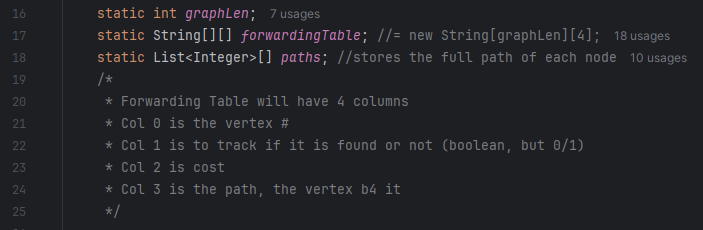 16 static int graphLen; 7 usages
17 static String[][] forwardingTable; //= new String[graphLen][4]; 18 usages
18 static List<Integer>[] paths; //stores the full path of each node 10 usages
19 /*
20 * Forwarding Table will have 4 columns
21 * Col 0 is the vertex #
22 * Col 1 is to track if it is found or not (boolean, but 0/1)
23 * Col 2 is cost
24 * Col 3 is the path, the vertex b4 it
25 */